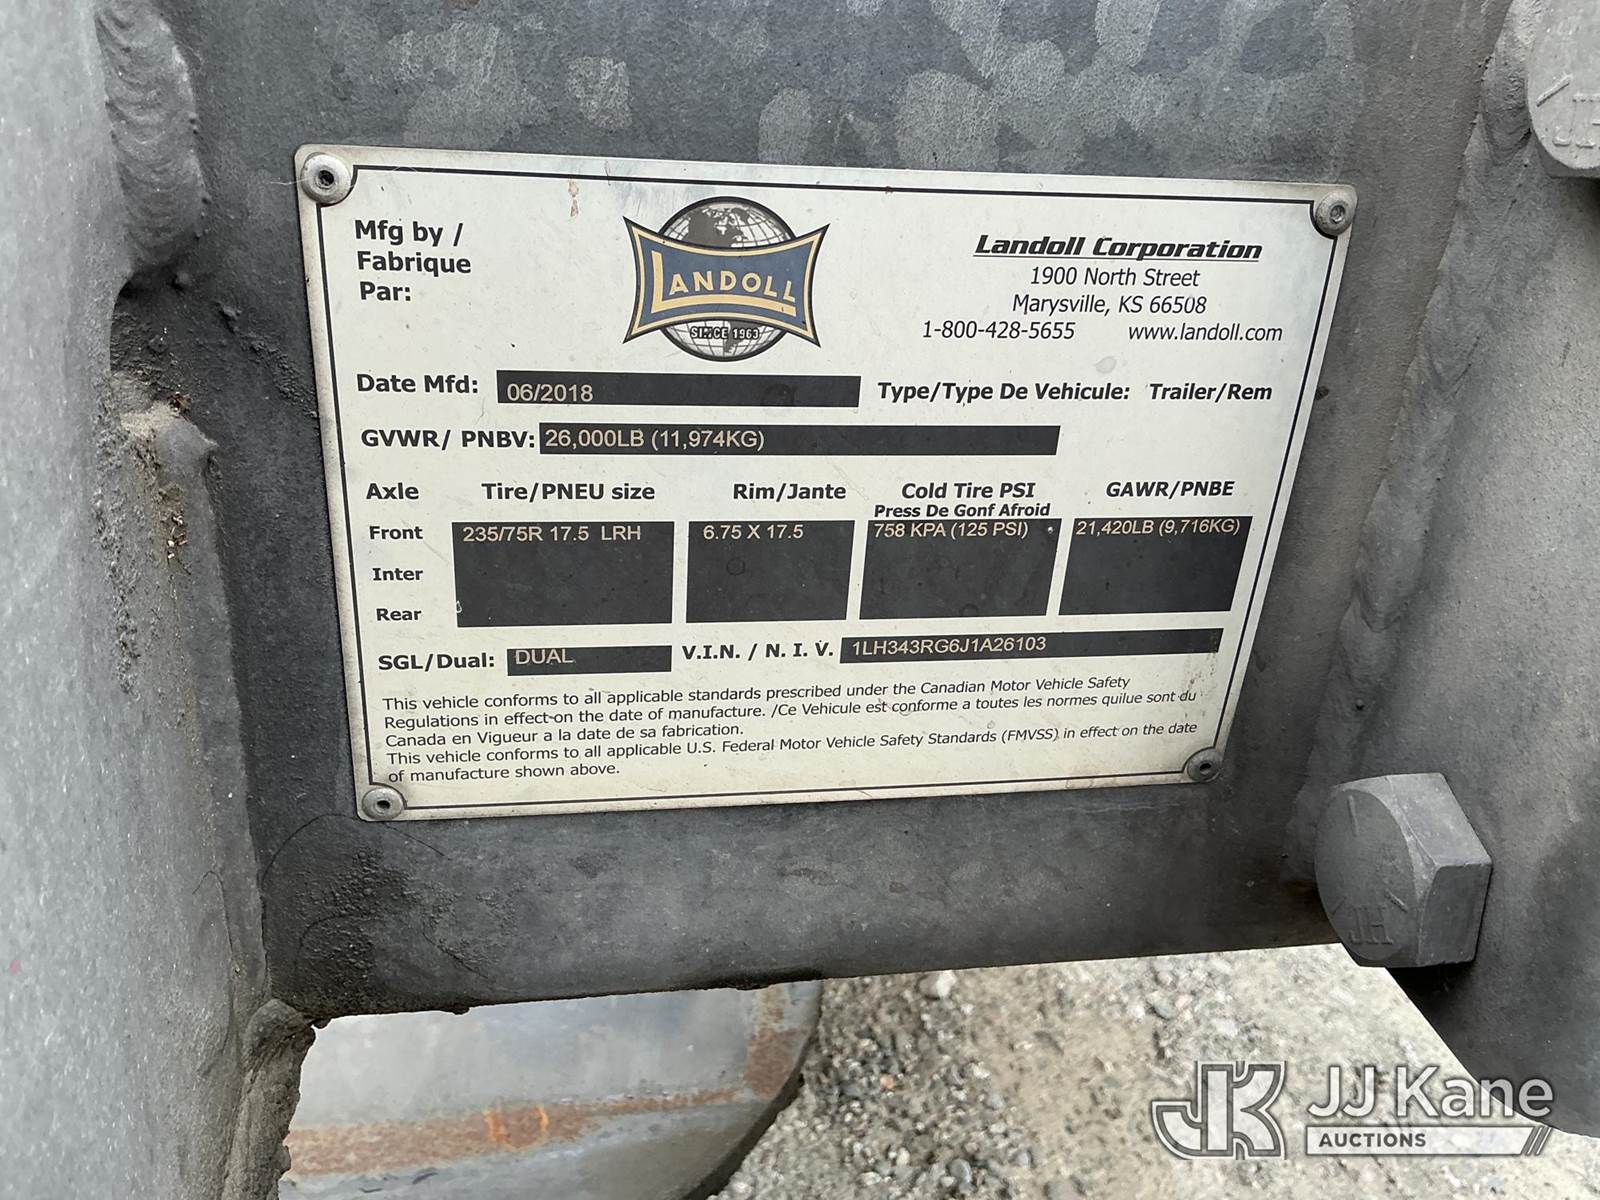 Mfg by /
Fabrique
Par:
LANDOLL
SINCE 1963
Landoll Corporation
1900 North Street
Marysville, KS 66508
1-800-428-5655 www.landoll.com
Date Mfd: 06/2018 Type/Type De Vehicule: Trailer/Rem
GVWR/ PNBV: 26,000LB (11,974KG)
Axle Tire/PNEU size Rim/Jante Cold Tire PSI GAWR/PNBE
Press De Gonf Afroid
Front 235/75R 17.5 LRH 6.75 X 17.5 758 KPA (125 PSI) 21,420LB (9,716KG)
Inter
Rear
SGL/Dual: DUAL V.I.N. / N. I. V. 1LH343RG6J1A26103
This vehicle conforms to all applicable standards prescribed under the Canadian Motor Vehicle Safety
Regulations in effect on the date of manufacture. /Ce Vehicule est conforme a toutes les normes quilue sont du
Canada en Vigueur a la date de sa fabrication.
This vehicle conforms to all applicable U.S. Federal Motor Vehicle Safety Standards (FMVSS) in effect on the date
of manufacture shown above.
JH
JK JJ Kane
AUCTIONS